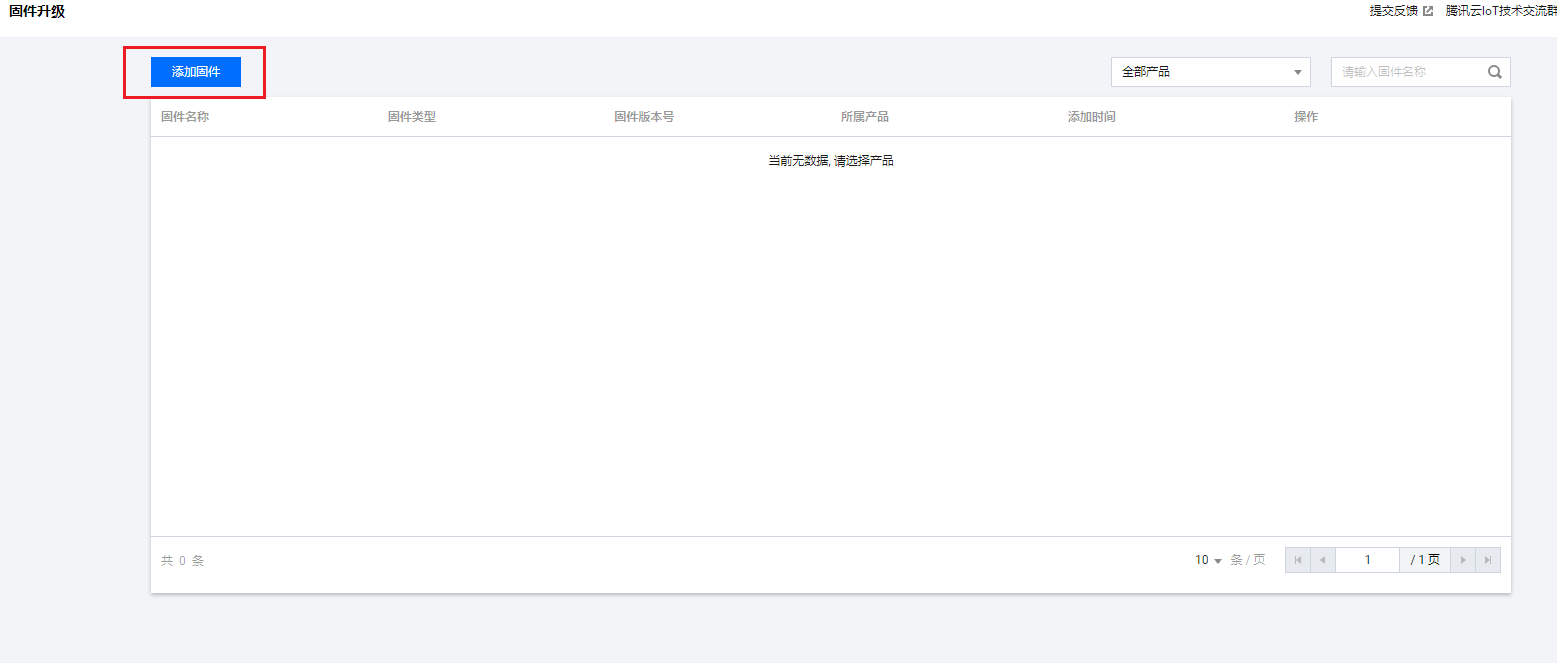 固件升级
提交反馈 腾讯云IoT技术交流群
添加固件
全部产品
请输入固件名称
固件名称 固件类型 固件版本号 所属产品 添加时间 操作
当前无数据, 请选择产品
共 0 条
10 条 / 页 1 / 1 页